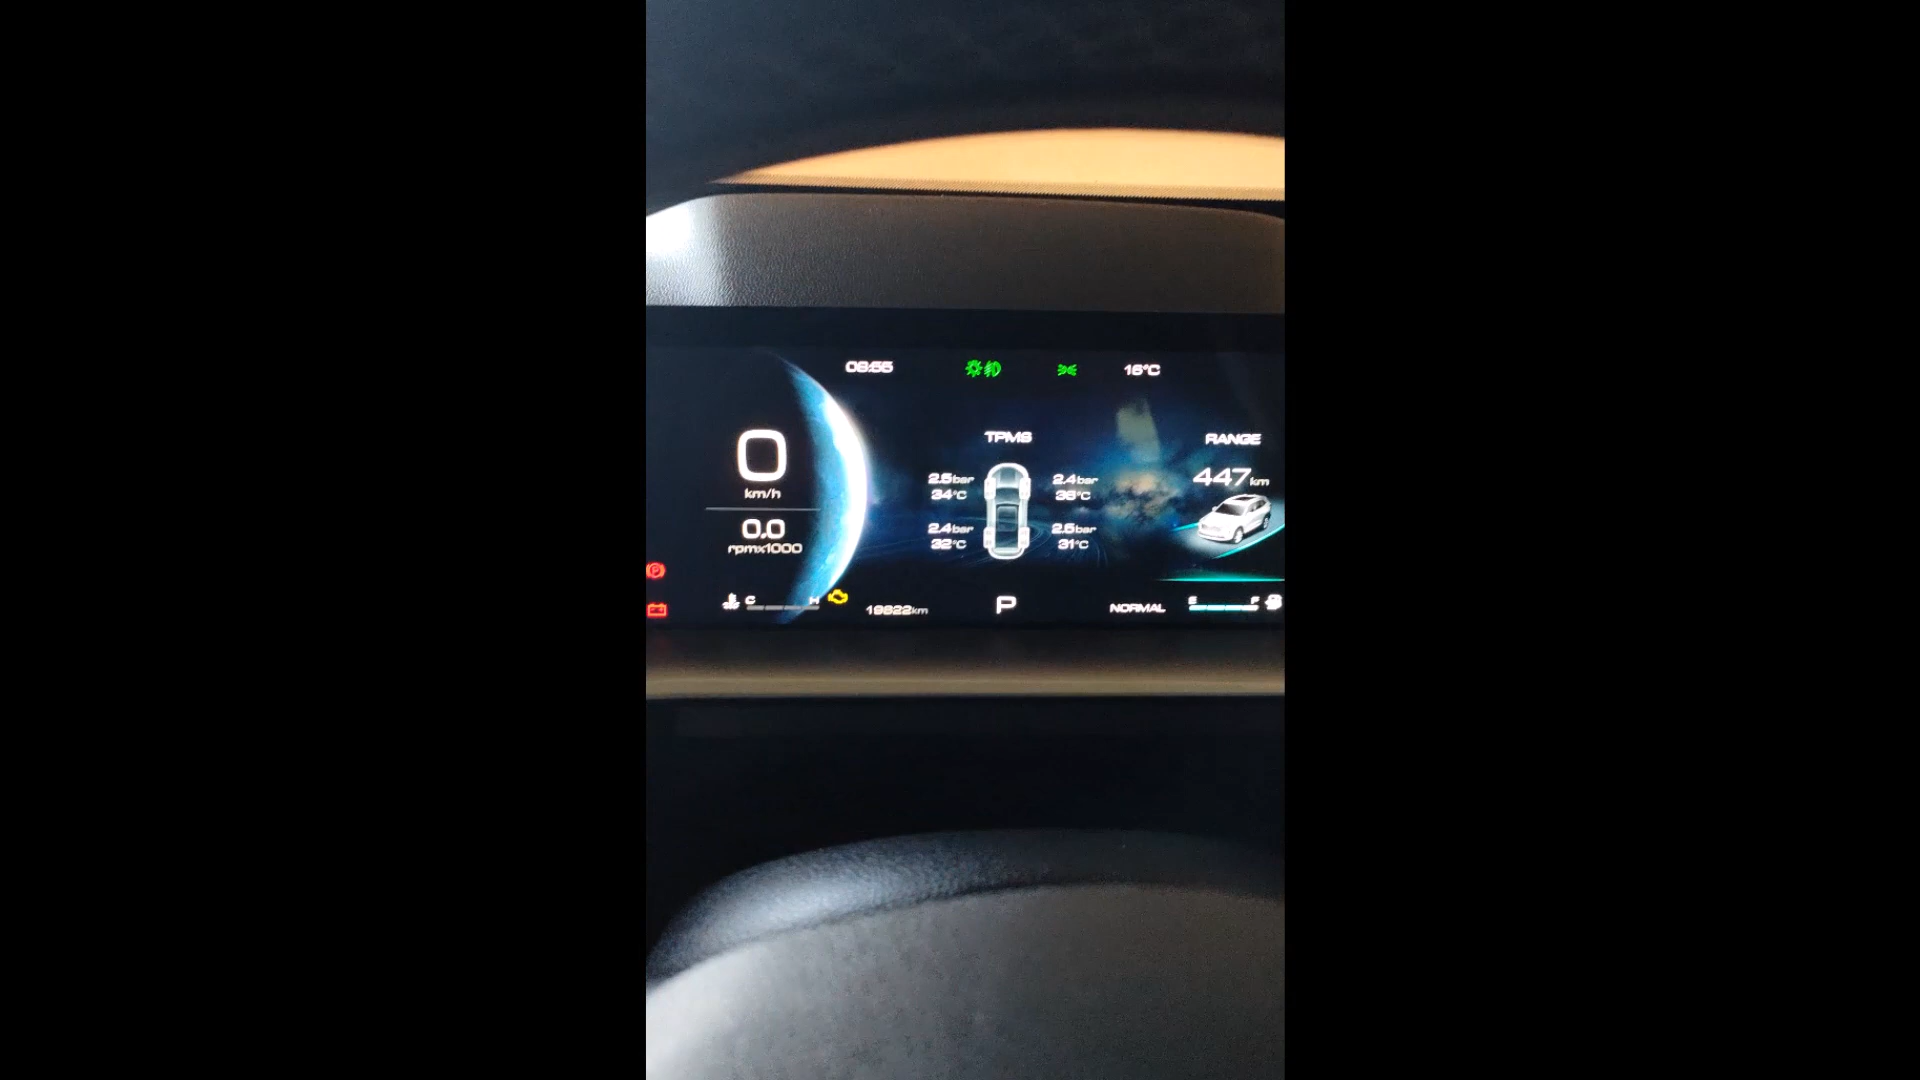 08:55
16°C
TPMS
RANGE
0
km/h
2.5bar
34°C
2.4bar
36°C
447km
0.0
rpmx1000
2.4bar
32°C
2.5bar
31°C
P
C H
19822km
P
NORMAL
E F